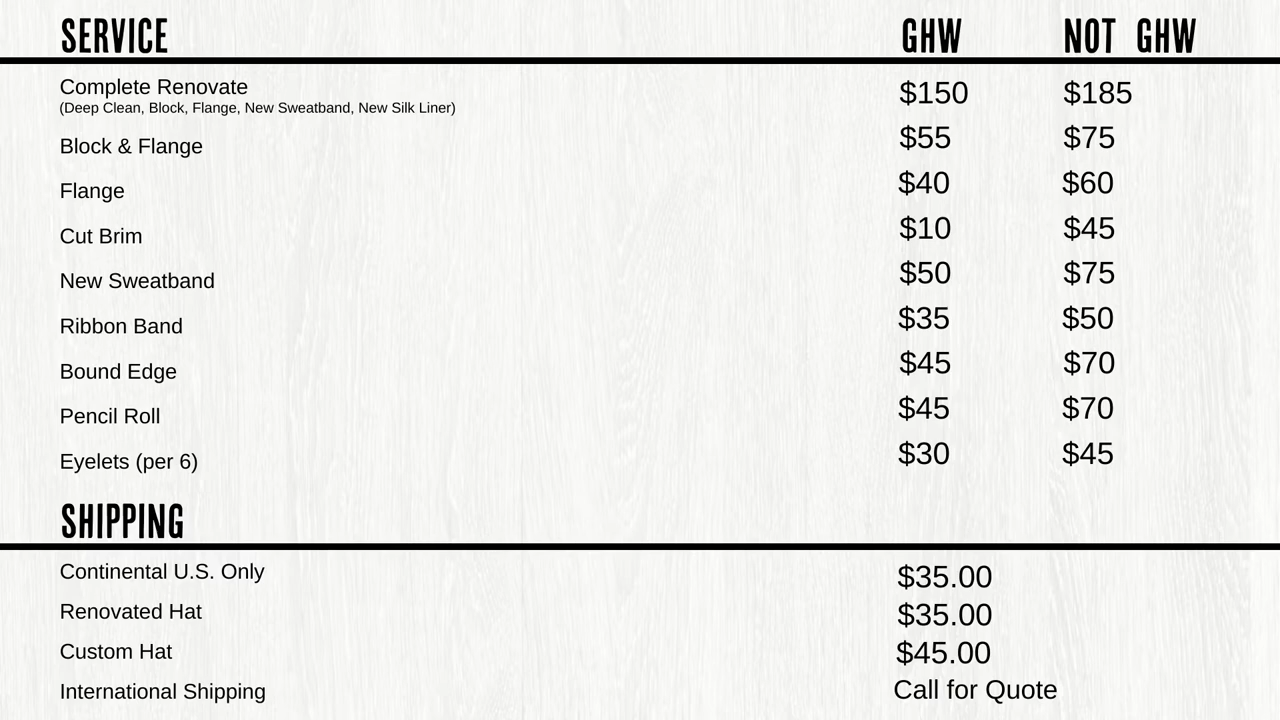 SERVICE GHW NOT GHW
Complete Renovate $150 $185
(Deep Clean, Block, Flange, New Sweatband, New Silk Liner)
Block & Flange $55 $75
Flange $40 $60
Cut Brim $10 $45
New Sweatband $50 $75
Ribbon Band $35 $50
Bound Edge $45 $70
Pencil Roll $45 $70
Eyelets (per 6) $30 $45
SHIPPING
Continental U.S. Only $35.00
Renovated Hat $35.00
Custom Hat $45.00
International Shipping Call for Quote